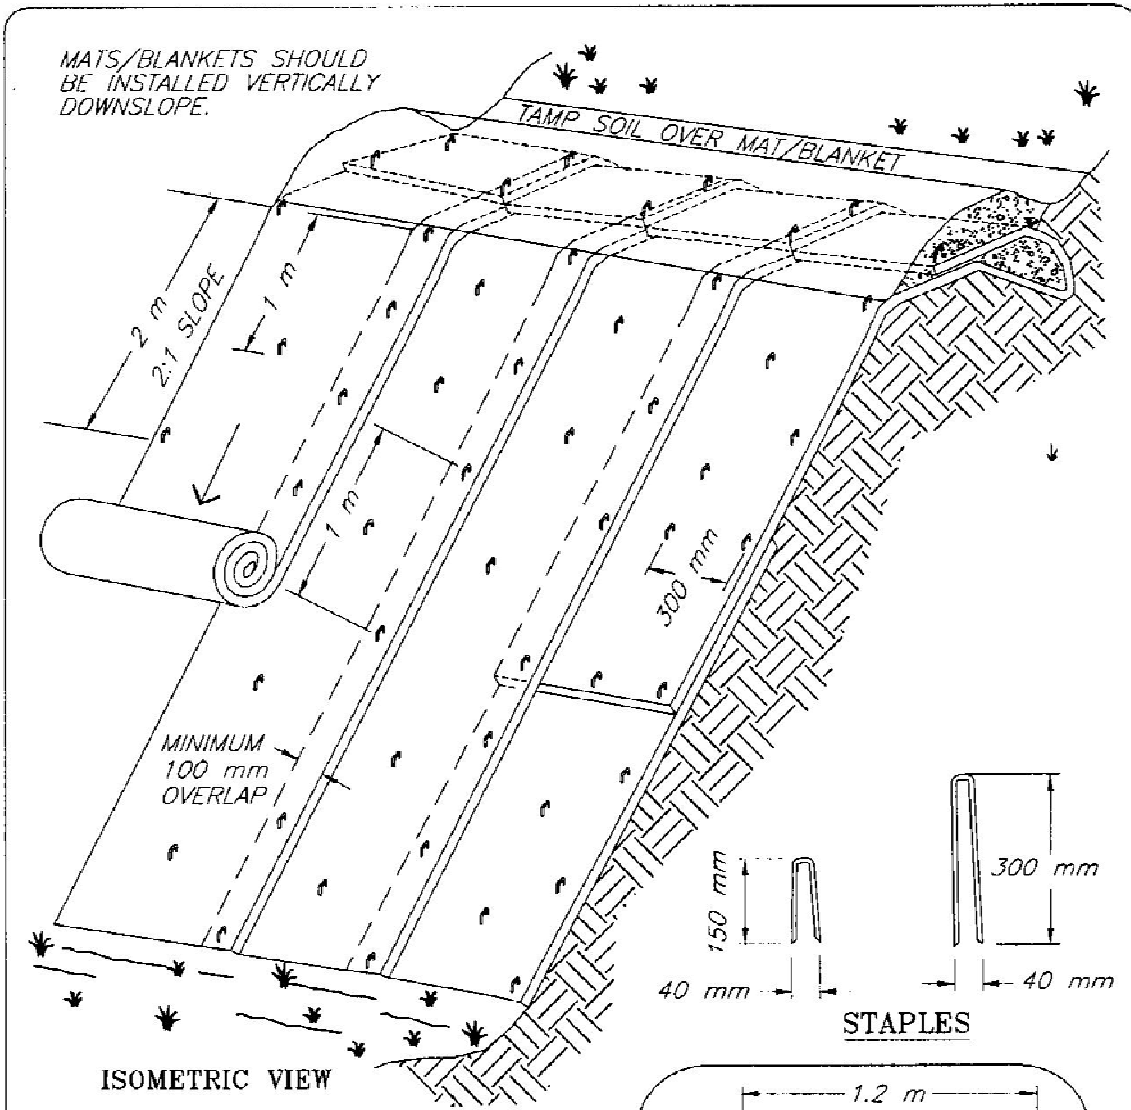 MATS/BLANKETS SHOULD
BE INSTALLED VERTICALLY
DOWNSLOPE.
TAMP SOIL OVER MAT/BLANKET
2 m
2:1 SLOPE
1 m
1 m
300 mm
MINIMUM
100 mm
OVERLAP
150 mm
300 mm
40 mm
40 mm
STAPLES
ISOMETRIC VIEW
1.2 m